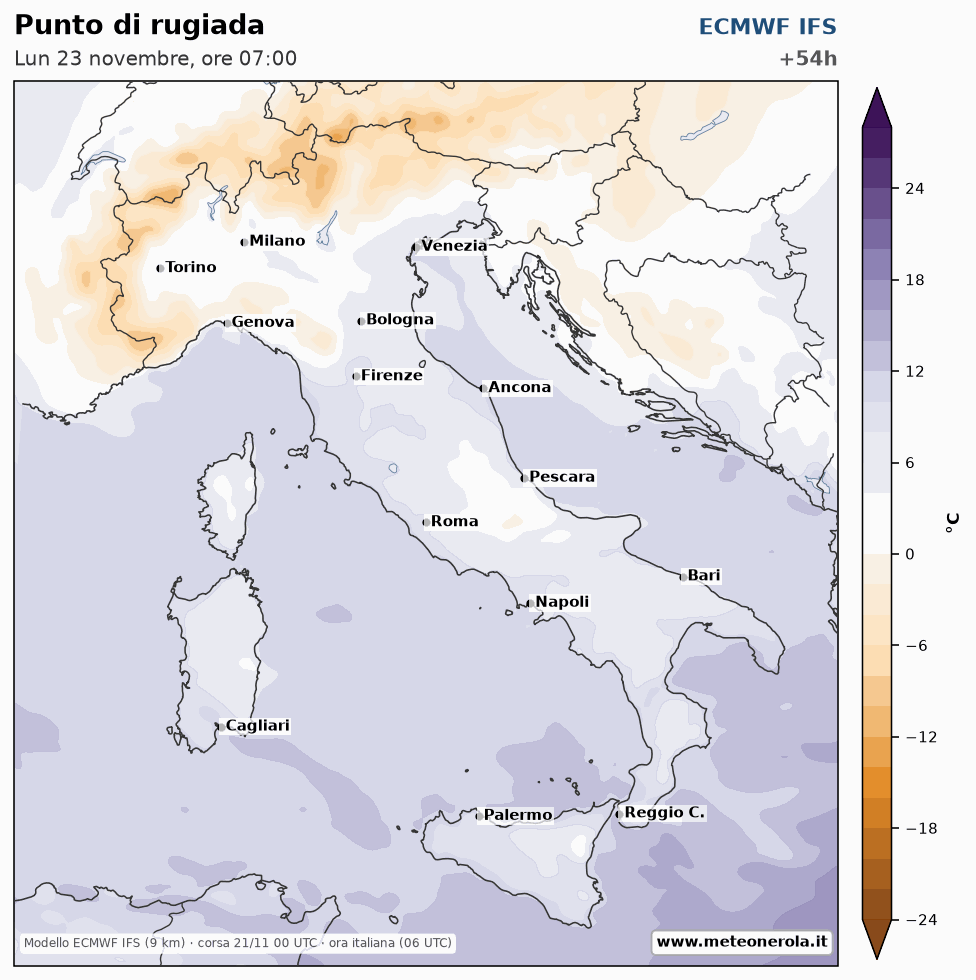 Punto di rugiada
ECMWF IFS
Lun 23 novembre, ore 07:00
+54h
Milano
Venezia
Torino
Genova
Bologna
Firenze
Ancona
Pescara
Roma
Bari
Napoli
Cagliari
Palermo
Reggio C.
24
18
12
6
0
−6
−12
−18
−24
°C
Modello ECMWF IFS (9 km) · corsa 21/11 00 UTC · ora italiana (06 UTC)
www.meteonerola.it